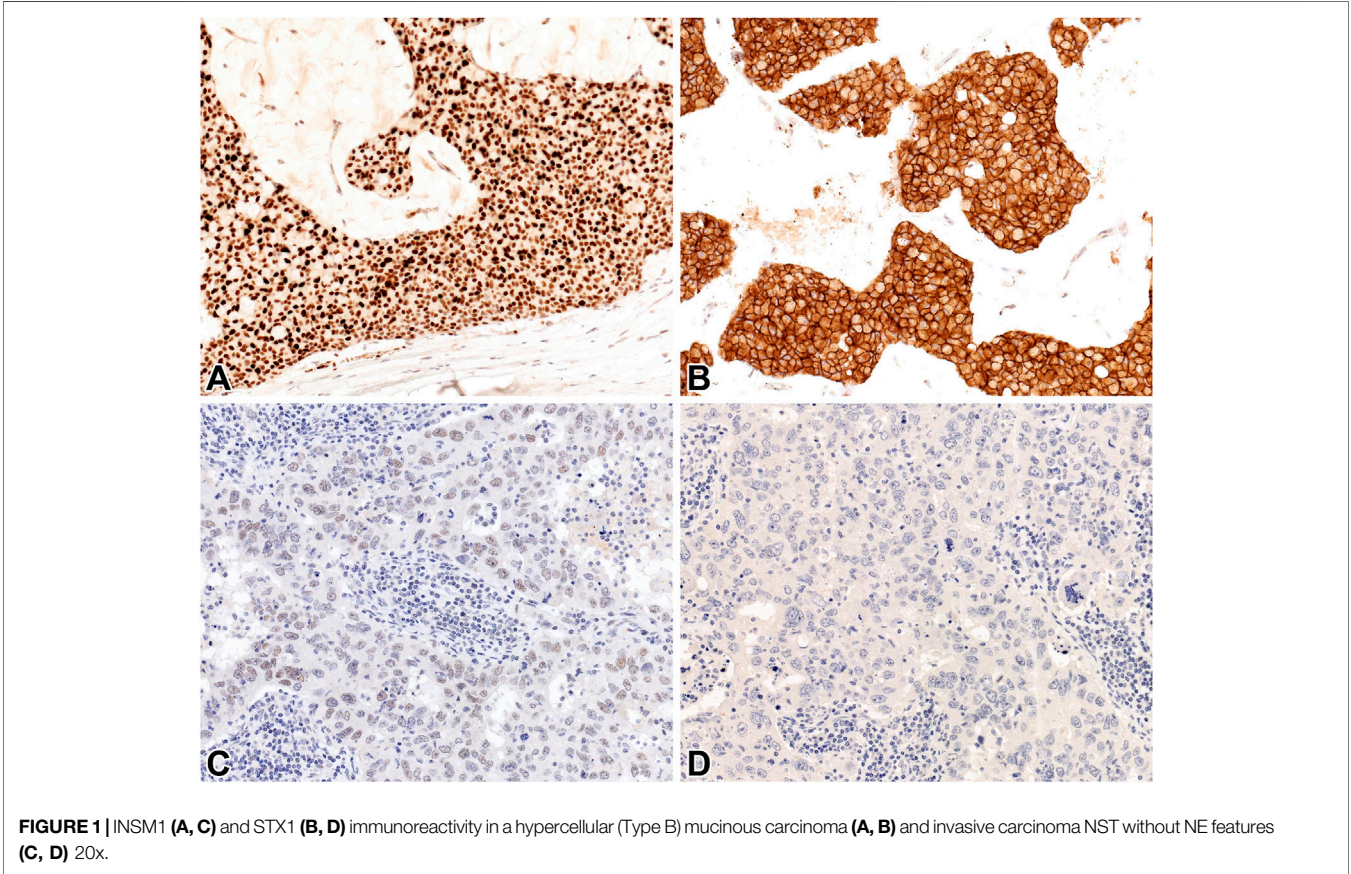 A
B
C
D
FIGURE 1 | INSM1 (A, C) and STX1 (B, D) immunoreactivity in a hypercellular (Type B) mucinous carcinoma (A, B) and invasive carcinoma NST without NE features
(C, D) 20x.